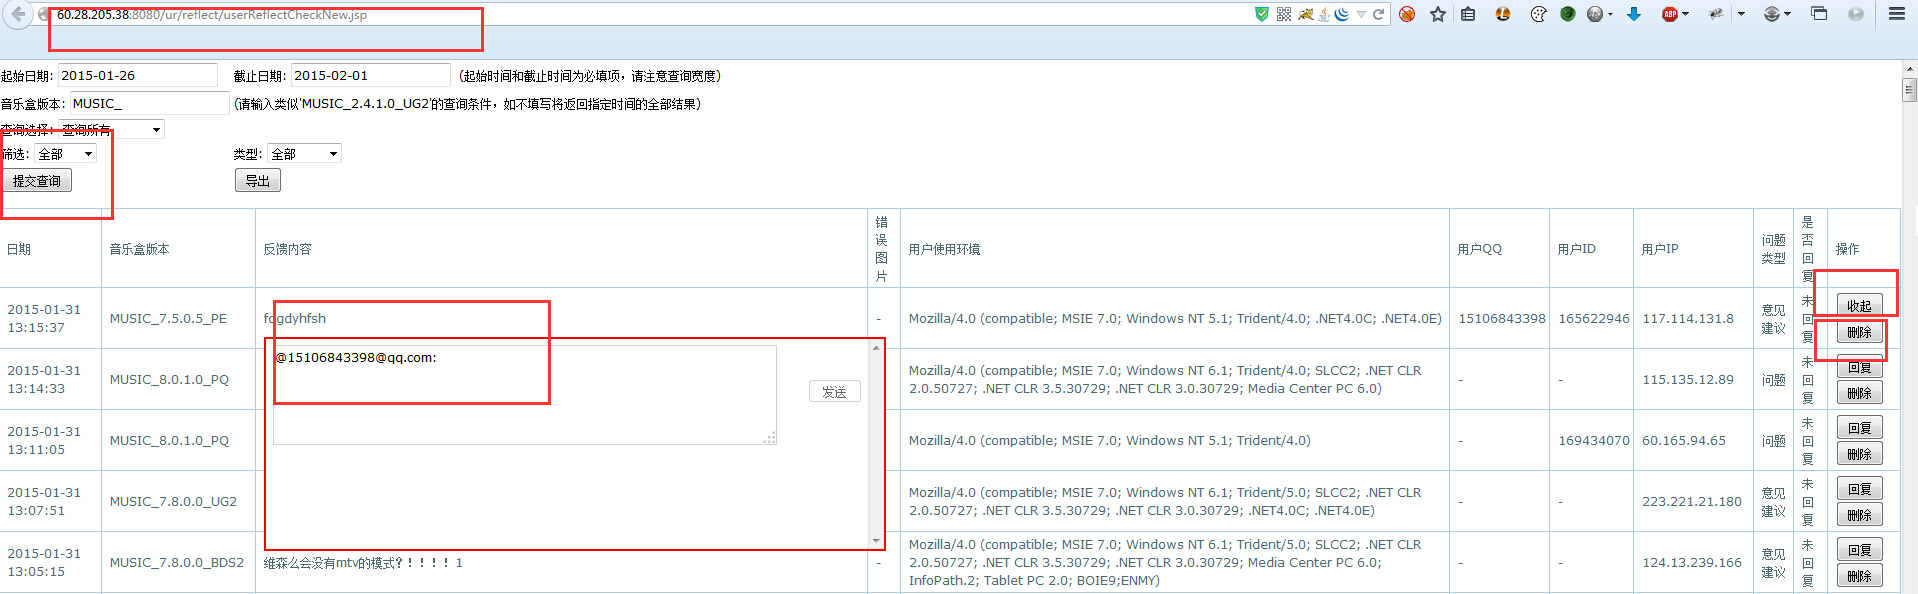 60.28.205.38:8080/ur/reflect/userReflectCheckNew.jsp
ABP
起始日期: 2015-01-26 截止日期: 2015-02-01 (起始时间和截止时间为必填项，请注意查询宽度)
音乐盒版本: MUSIC_ (请输入类似'MUSIC_2.4.1.0_UG2'的查询条件，如不填写将返回指定时间的全部结果)
查询选择: 查询所有
筛选: 全部 类型: 全部
提交查询 导出
日期 音乐盒版本 反馈内容 错误图片 用户使用环境 用户QQ 用户ID 用户IP 问题类型 是否回复 操作
2015-01-31 13:15:37 MUSIC_7.5.0.5_PE fdgdyhfsh - Mozilla/4.0 (compatible; MSIE 7.0; Windows NT 5.1; Trident/4.0; .NET4.0C; .NET4.0E) 15106843398 165622946 117.114.131.8 意见建议 未回复 收起 删除
@15106843398@qq.com:
发送
2015-01-31 13:14:33 MUSIC_8.0.1.0_PQ Mozilla/4.0 (compatible; MSIE 7.0; Windows NT 6.1; Trident/4.0; SLCC2; .NET CLR 2.0.50727; .NET CLR 3.5.30729; .NET CLR 3.0.30729; Media Center PC 6.0) - - 115.135.12.89 问题 未回复 回复 删除
2015-01-31 13:11:05 MUSIC_8.0.1.0_PQ Mozilla/4.0 (compatible; MSIE 7.0; Windows NT 5.1; Trident/4.0) - 169434070 60.165.94.65 问题 未回复 回复 删除
2015-01-31 13:07:51 MUSIC_7.8.0.0_UG2 Mozilla/4.0 (compatible; MSIE 7.0; Windows NT 6.1; Trident/5.0; SLCC2; .NET CLR 2.0.50727; .NET CLR 3.5.30729; .NET CLR 3.0.30729; .NET4.0C; .NET4.0E) - - 223.221.21.180 意见建议 未回复 回复 删除
2015-01-31 13:05:15 MUSIC_7.8.0.0_BDS2 维森么会没有mtv的模式？！！！！1 - Mozilla/4.0 (compatible; MSIE 7.0; Windows NT 6.1; Trident/5.0; SLCC2; .NET CLR 2.0.50727; .NET CLR 3.5.30729; .NET CLR 3.0.30729; Media Center PC 6.0; InfoPath.2; Tablet PC 2.0; BOIE9;ENMY) - - 124.13.239.166 意见建议 未回复 回复 删除